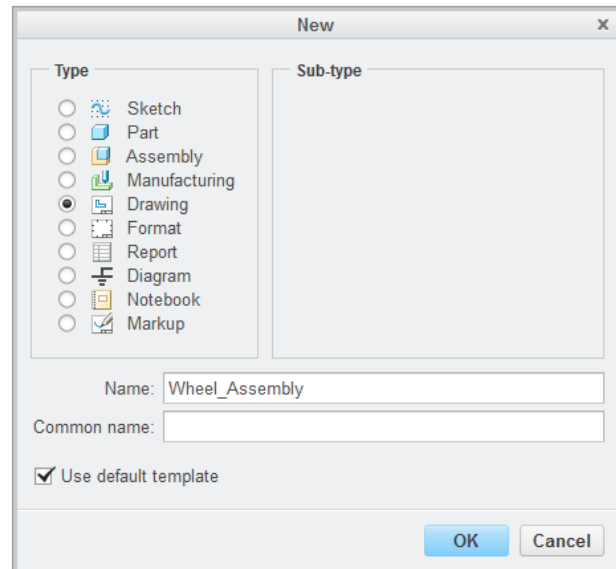 New
x
Type
Sub-type
Sketch
Part
Assembly
Manufacturing
Drawing
Format
Report
Diagram
Notebook
Markup
Name: Wheel_Assembly
Common name:
Use default template
OK Cancel